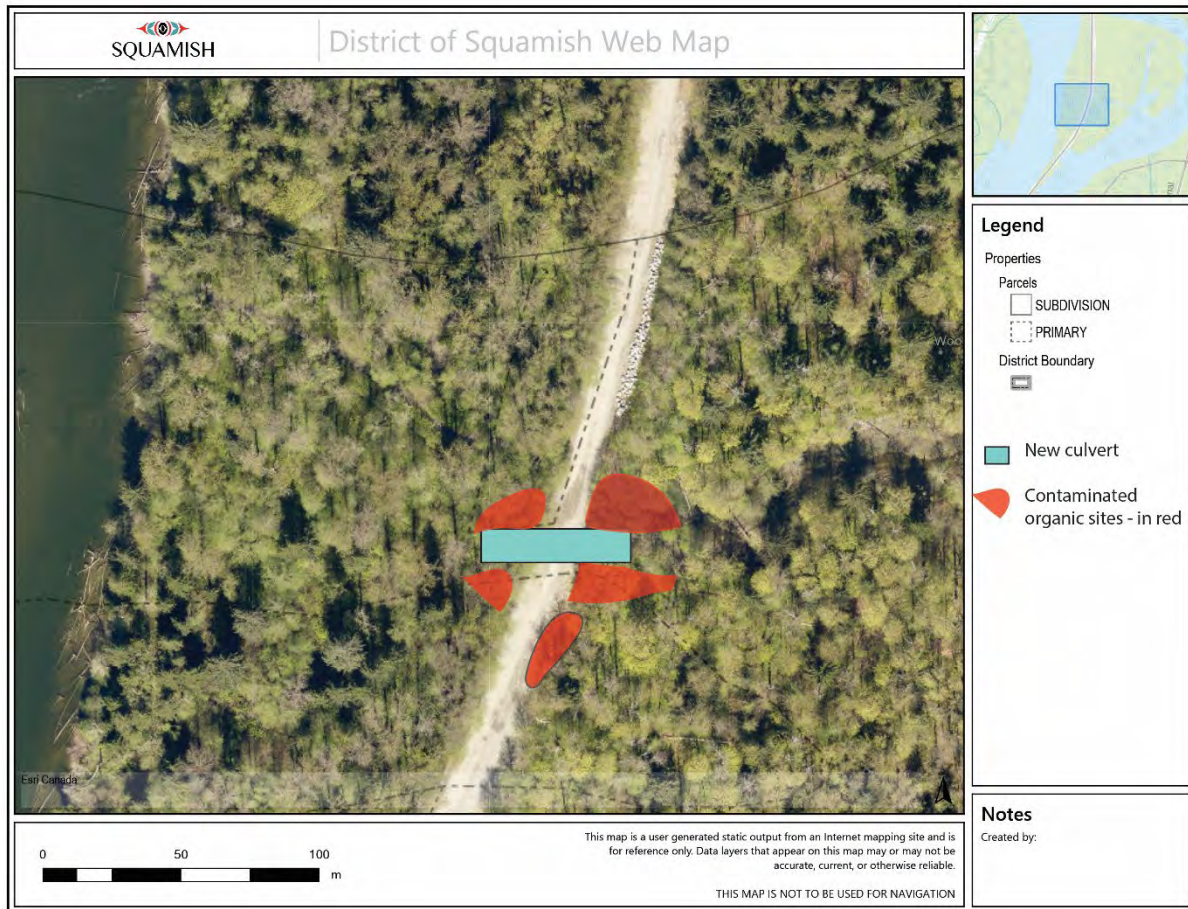 SQUAMISH
District of Squamish Web Map
Woo
Esri Canada
Legend
Properties
Parcels
SUBDIVISION
PRIMARY
District Boundary
New culvert
Contaminated
organic sites - in red
Notes
Created by:
0 50 100
m
This map is a user generated static output from an Internet mapping site and is
for reference only. Data layers that appear on this map may or may not be
accurate, current, or otherwise reliable.
THIS MAP IS NOT TO BE USED FOR NAVIGATION